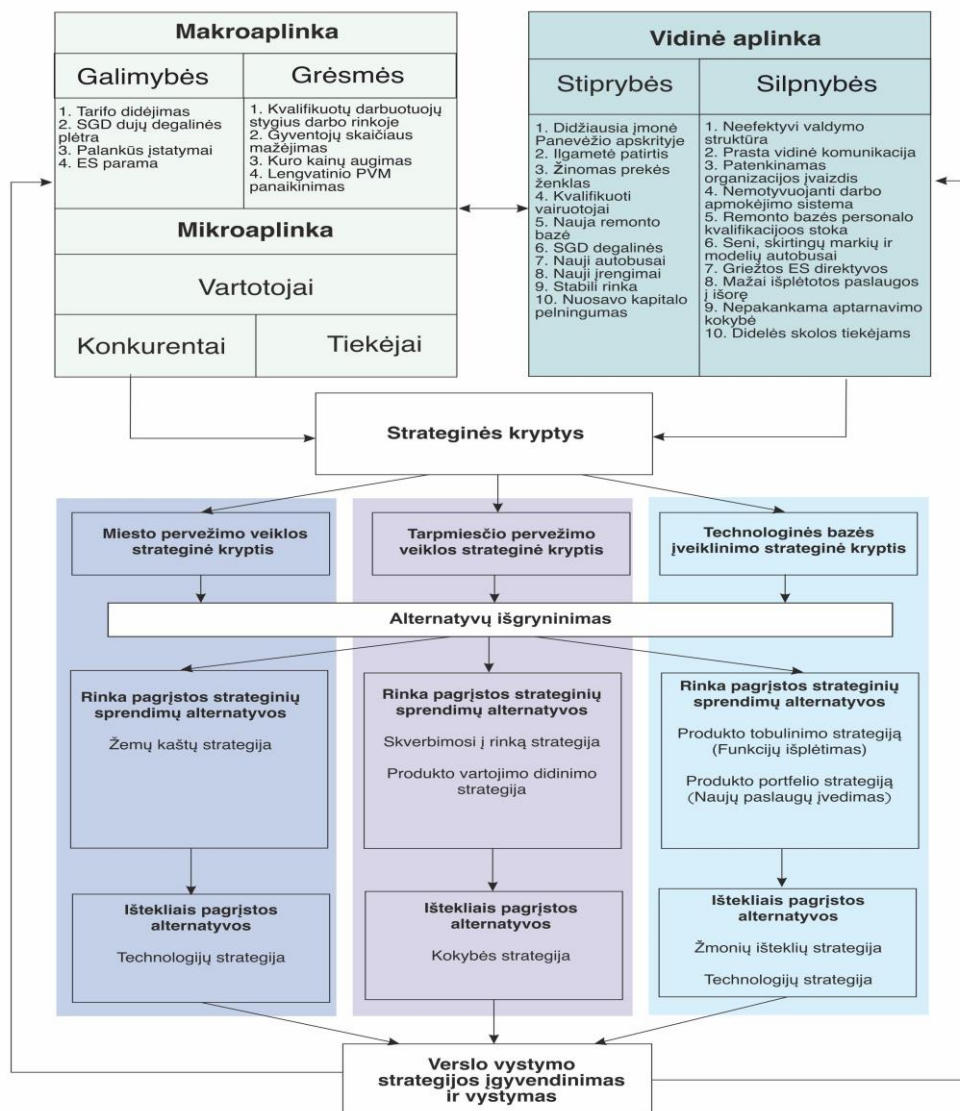 Makroaplinka
Galimybės
1. Tarifo didėjimas
2. SGD dujų degalinės
plėtra
3. Palankūs įstatymai
4. ES parama
Grėsmės
1. Kvalifikuotų darbuotuojų
stygius darbo rinkoje
2. Gyventojų skaičiaus
mažėjimas
3. Kuro kainų augimas
4. Lengvatinio PVM
panaikinimas
Mikroaplinka
Vartotojai
Konkurentai
Tiekėjai
Vidinė aplinka
Stiprybės
1. Didžiausia įmonė
Panevėžio apskrityje
2. Ilgametė patirtis
3. Žinomas prekės
ženklas
4. Kvalifikuoti
vairuotojai
5. Nauja remonto
bazė
6. SGD degalinės
7. Nauji autobusai
8. Nauji įrengimai
9. Stabili rinka
10. Nuosavo kapitalo
pelningumas
Silpnybės
1. Neefektyvi valdymo
struktūra
2. Prasta vidinė komunikacija
3. Patenkinamas
organizacijos įvaizdis
4. Nemotyvuojanti darbo
apmokėjimo sistema
5. Remonto bazės personalo
kvalifikacijoos stoka
6. Seni, skirtingų markių ir
modelių autobusai
7. Griežtos ES direktyvos
8. Mažai išplėtotos paslaugos
į išorę
9. Nepakankama aptarnavimo
kokybė
10. Didelės skolos tiekėjams
Strateginės kryptys
Miesto pervežimo veiklos
strateginė kryptis
Tarpmiesčio pervežimo
veiklos strateginė kryptis
Technologinės bazės
įveiklinimo strateginė kryptis
Alternatyvų išgryninimas
Rinka pagrįstos strateginių
sprendimų alternatyvos
Žemų kaštų strategija
Rinka pagrįstos strateginių
sprendimų alternatyvos
Skverbimosi į rinką strategija
Produkto vartojimo didinimo
strategija
Rinka pagrįstos strateginių
sprendimų alternatyvos
Produkto tobulinimo strategiją
(Funkcijų išplėtimas)
Produkto portfelio strategiją
(Naujų paslaugų įvedimas)
Ištekliais pagrįstos
alternatyvos
Technologijų strategija
Ištekliais pagrįstos
alternatyvos
Kokybės strategija
Ištekliais pagrįstos
alternatyvos
Žmonių išteklių strategija
Technologijų strategija
Verslo vystymo
strategijos įgyvendinimas
ir vystymas